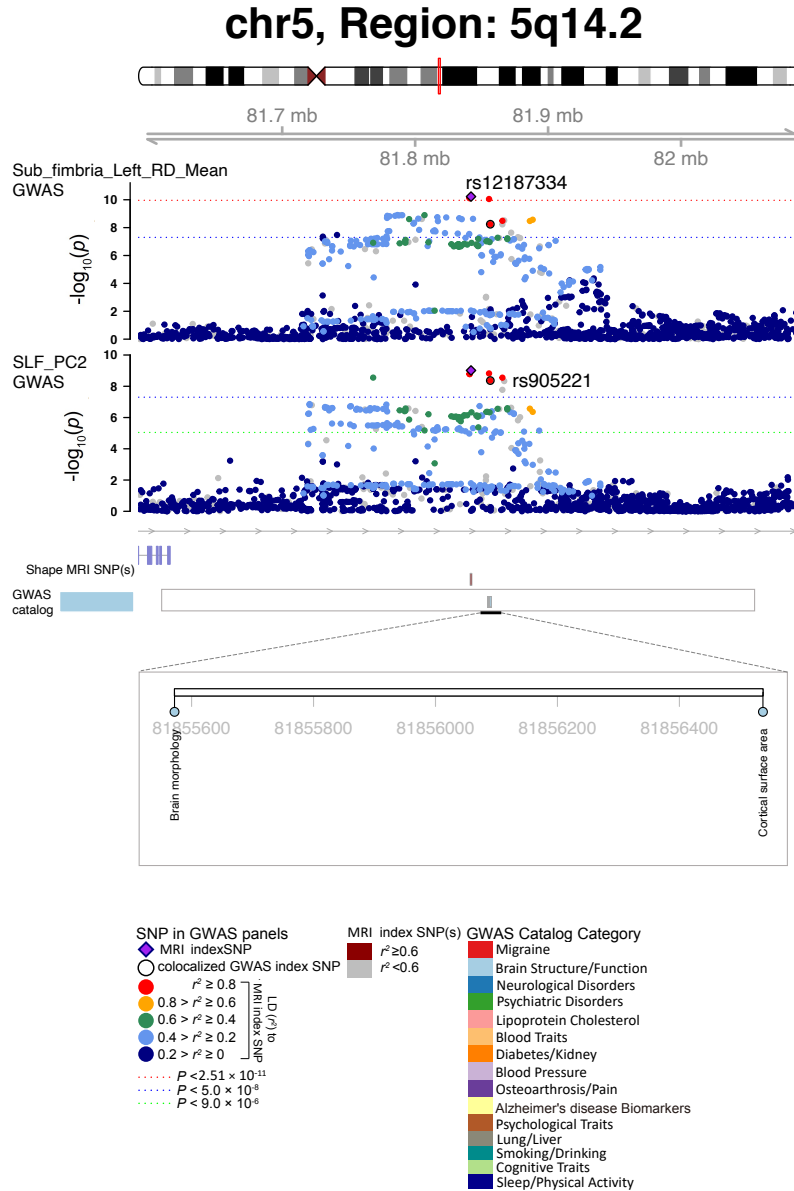 chr5, Region: 5q14.2
81.7 mb
81.9 mb
81.8 mb
82 mb
Sub_fimbria_Left_RD_Mean
GWAS
rs12187334
-log10(p)
10
8
6
4
2
0
SLF_PC2
GWAS
rs905221
-log10(p)
10
8
6
4
2
0
Shape MRI SNP(s)
GWAS
catalog
81855600
81855800
81856000
81856200
81856400
Brain morphology
Cortical surface area
SNP in GWAS panels
MRI indexSNP
colocalized GWAS index SNP
r² ≥ 0.8
0.8 > r² ≥ 0.6
0.6 > r² ≥ 0.4
0.4 > r² ≥ 0.2
0.2 > r² ≥ 0
LD (r²) to
MRI index SNP
P <2.51 × 10⁻¹¹
P < 5.0 × 10⁻⁸
P < 9.0 × 10⁻⁶
MRI index SNP(s)
r²≥0.6
r²<0.6
GWAS Catalog Category
Migraine
Brain Structure/Function
Neurological Disorders
Psychiatric Disorders
Lipoprotein Cholesterol
Blood Traits
Diabetes/Kidney
Blood Pressure
Osteoarthrosis/Pain
Alzheimer's disease Biomarkers
Psychological Traits
Lung/Liver
Smoking/Drinking
Cognitive Traits
Sleep/Physical Activity